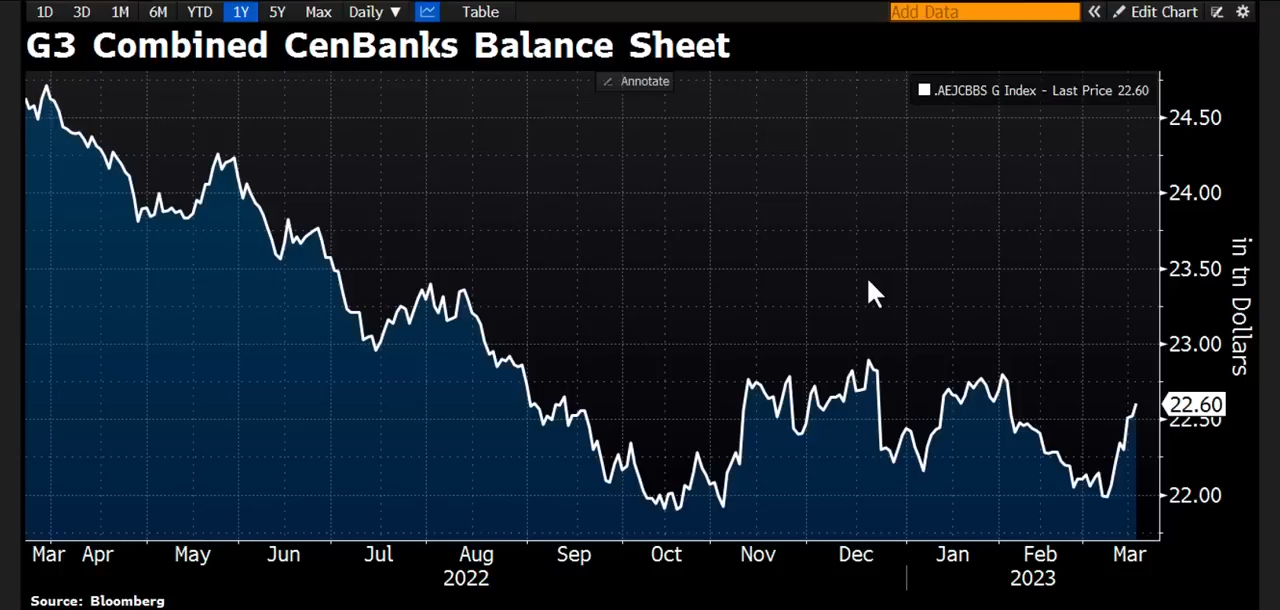 1D 3D 1M 6M YTD 1Y 5Y Max Daily ▼ Table Add Data « Edit Chart
G3 Combined CenBanks Balance Sheet
Annotate
.AEJCBBS G Index - Last Price 22.60
24.50
24.00
23.50
23.00
22.60
22.50
22.00
in tn Dollars
Mar Apr May Jun Jul Aug Sep Oct Nov Dec Jan Feb Mar
2022 2023
Source: Bloomberg